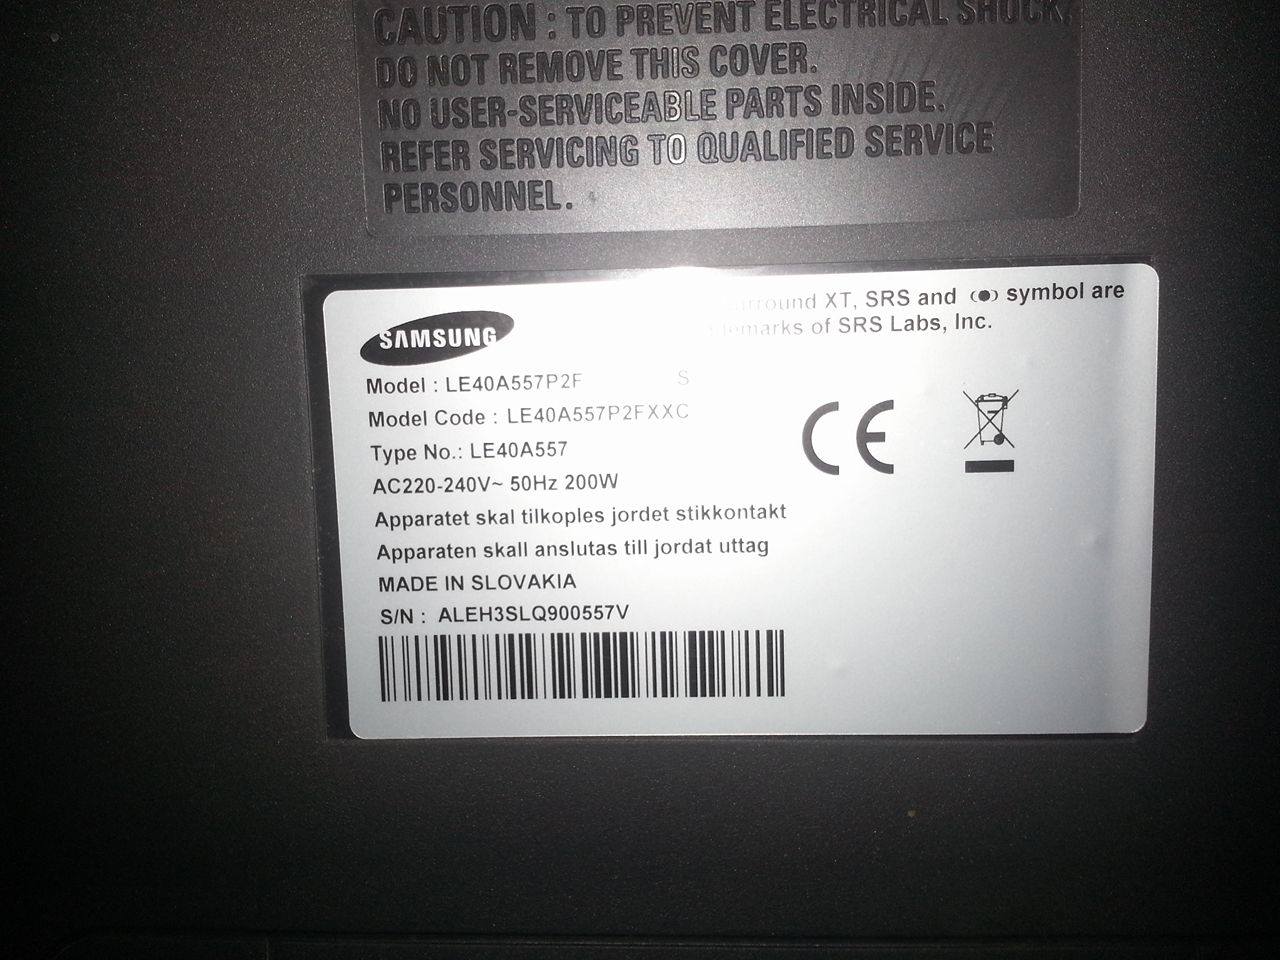 CAUTION : TO PREVENT ELECTRICAL SHOCK,
DO NOT REMOVE THIS COVER.
NO USER-SERVICEABLE PARTS INSIDE.
REFER SERVICING TO QUALIFIED SERVICE
PERSONNEL.
XT, SRS and symbol are
of SRS Labs, Inc.
SAMSUNG
Model : LE40A557P2F S
Model Code : LE40A557P2FXXC
Type No.: LE40A557
AC220-240V~ 50Hz 200W
Apparatet skal tilkoples jordet stikkontakt
Apparaten skall anslutas till jordat uttag
MADE IN SLOVAKIA
S/N : ALEH3SLQ900557V
CE